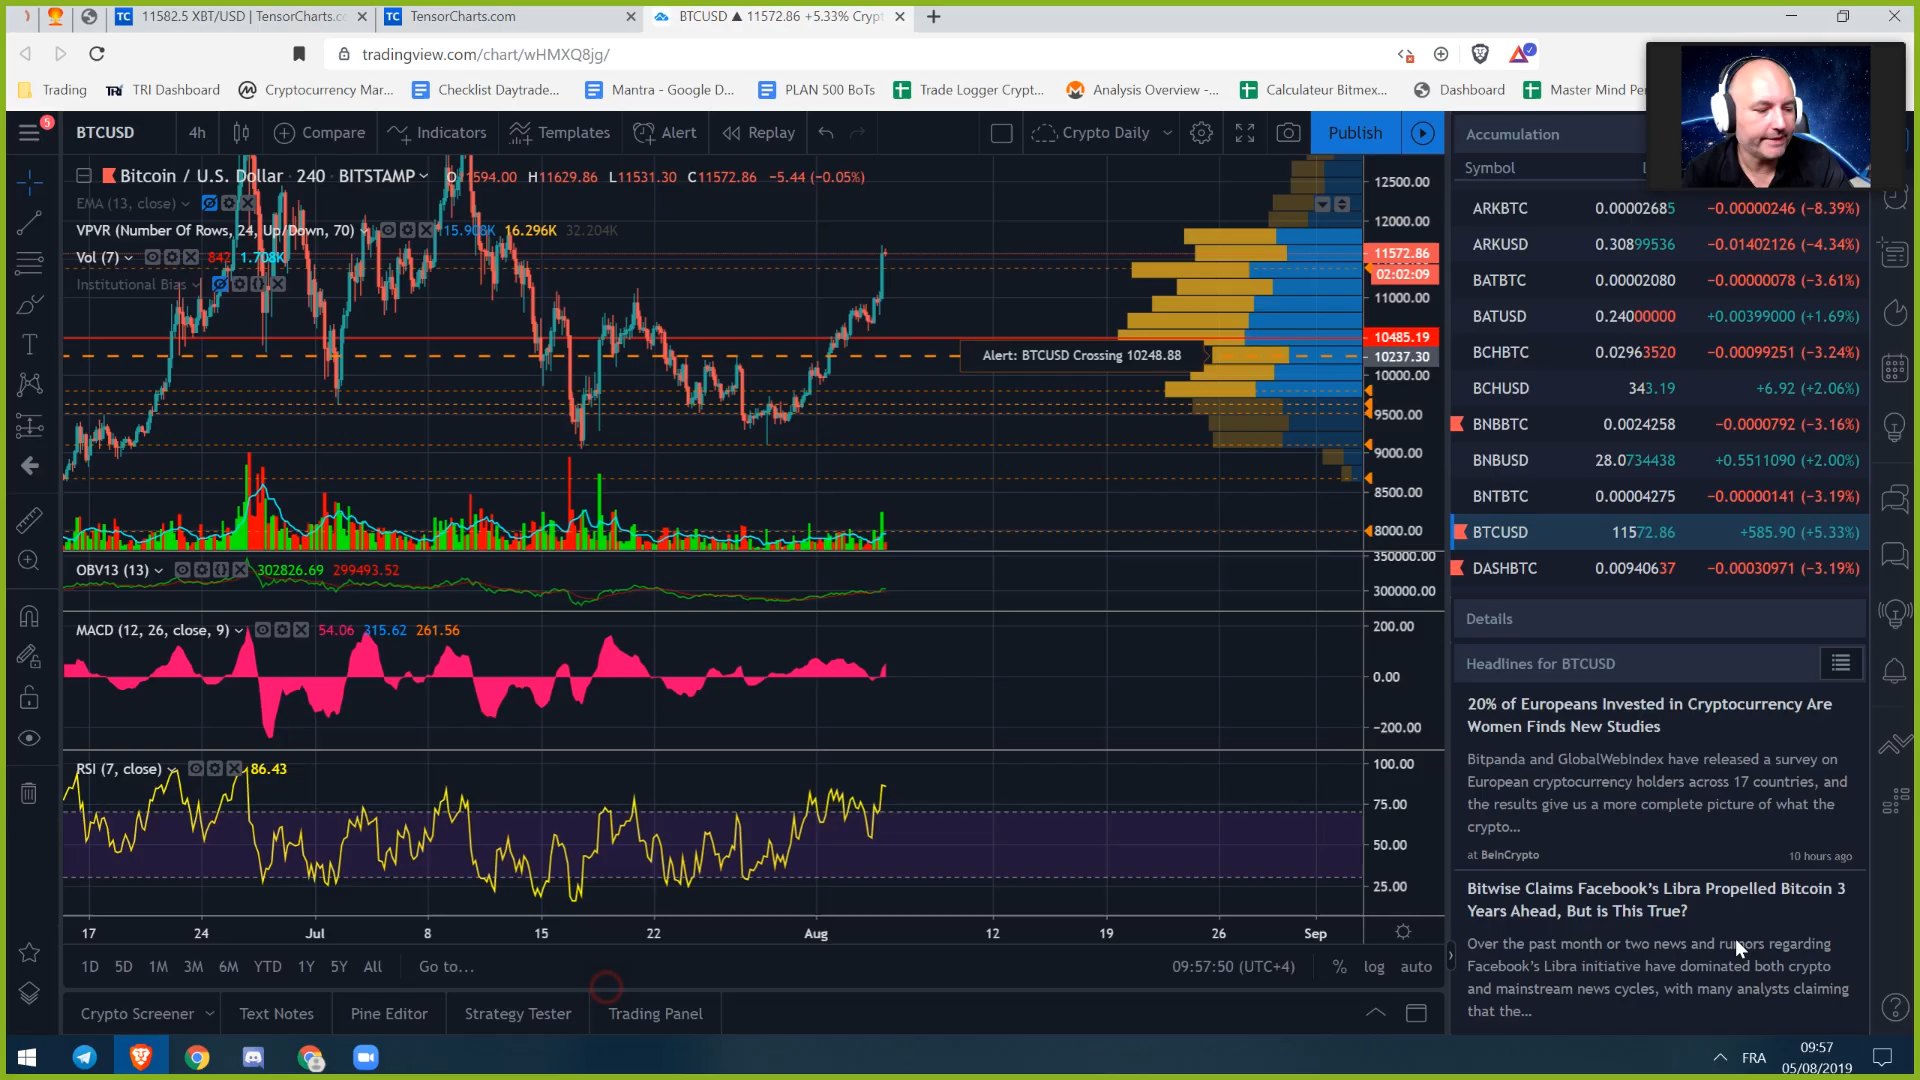 11582.5 XBT/USD | TensorCharts.co
TensorCharts.com
BTCUSD ▲ 11572.86 +5.33% Crypt
tradingview.com/chart/wHMXQ8jg/
Trading
TRI Dashboard
Cryptocurrency Mar...
Checklist Daytrade...
Mantra - Google D...
PLAN 500 BoTs
Trade Logger Crypt...
Analysis Overview -...
Calculateur Bitmex...
Dashboard
Master Mind Pe
5
BTCUSD
4h
Compare
Indicators
Templates
Alert
Replay
Crypto Daily
Publish
Accumulation
Symbol
L
Bitcoin / U.S. Dollar · 240 · BITSTAMP
O11594.00 H11629.86 L11531.30 C11572.86 −5.44 (−0.05%)
EMA (13, close)
VPVR (Number Of Rows, 24, Up/Down, 70)
15.908K 16.296K 32.204K
Vol (7)
842 1.708K
Institutional Bias
Alert: BTCUSD Crossing 10248.88
12500.00
12000.00
11572.86
02:02:09
11000.00
10485.19
10237.30
10000.00
9500.00
9000.00
8500.00
8000.00
OBV13 (13)
302826.69 299493.52
350000.00
300000.00
MACD (12, 26, close, 9)
54.06 315.62 261.56
200.00
0.00
−200.00
RSI (7, close)
86.43
100.00
75.00
50.00
25.00
17 24 Jul 8 15 22 Aug 12 19 26 Sep
1D 5D 1M 3M 6M YTD 1Y 5Y All
Go to...
09:57:50 (UTC+4)
% log auto
Crypto Screener
Text Notes
Pine Editor
Strategy Tester
Trading Panel
ARKBTC 0.00002685 −0.00000246 (−8.39%)
ARKUSD 0.30899536 −0.01402126 (−4.34%)
BATBTC 0.00002080 −0.00000078 (−3.61%)
BATUSD 0.24000000 +0.00399000 (+1.69%)
BCHBTC 0.02963520 −0.00099251 (−3.24%)
BCHUSD 343.19 +6.92 (+2.06%)
BNBBTC 0.0024258 −0.0000792 (−3.16%)
BNBUSD 28.0734438 +0.5511090 (+2.00%)
BNTBTC 0.00004275 −0.00000141 (−3.19%)
BTCUSD 11572.86 +585.90 (+5.33%)
DASHBTC 0.00940637 −0.00030971 (−3.19%)
Details
Headlines for BTCUSD
20% of Europeans Invested in Cryptocurrency Are
Women Finds New Studies
Bitpanda and GlobalWebIndex have released a survey on
European cryptocurrency holders across 17 countries, and
the results give us a more complete picture of what the
crypto...
at BeInCrypto
10 hours ago
Bitwise Claims Facebook’s Libra Propelled Bitcoin 3
Years Ahead, But is This True?
Over the past month or two news and rumors regarding
Facebook’s Libra initiative have dominated both crypto
and mainstream news cycles, with many analysts claiming
that the...
FRA
09:57
05/08/2019